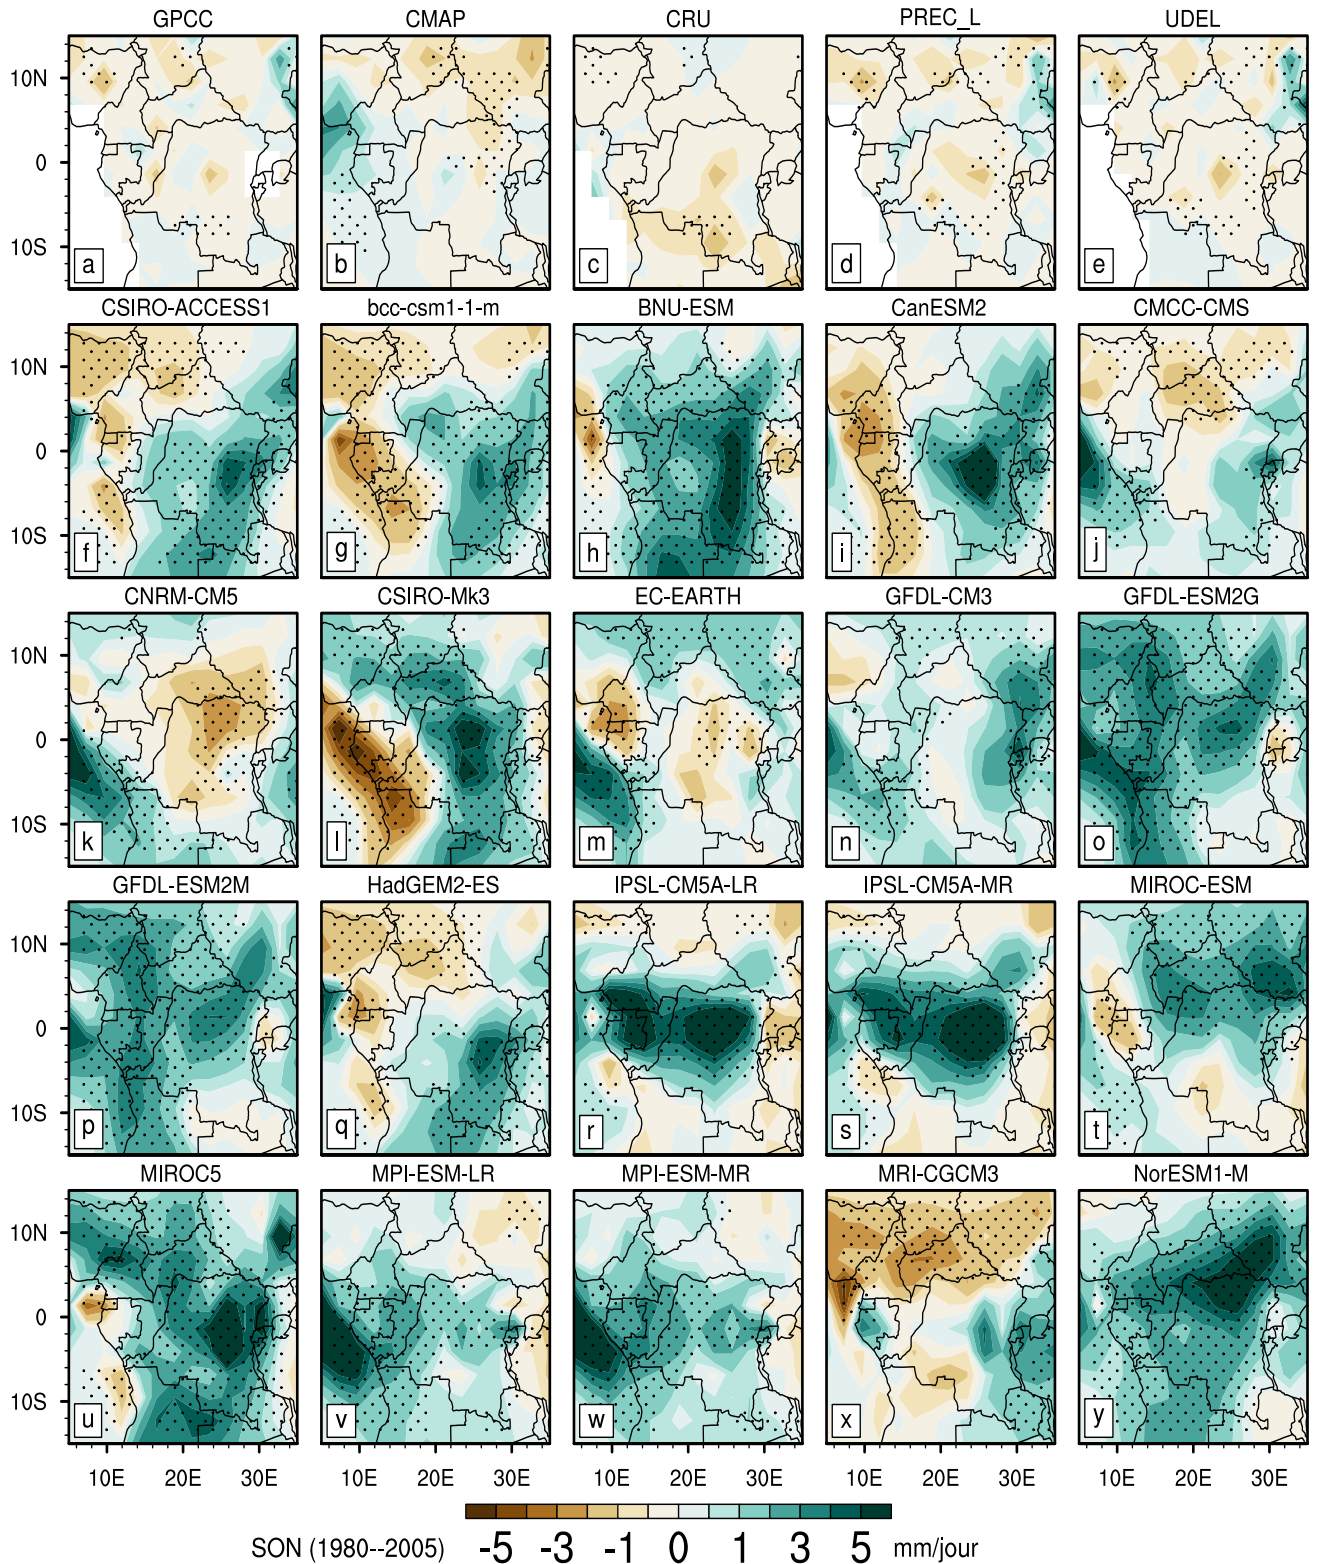 GPCC CMAP CRU PREC_L UDEL
10N
0
10S
a b c d e
CSIRO-ACCESS1 bcc-csm1-1-m BNU-ESM CanESM2 CMCC-CMS
10N
0
10S
f g h i j
CNRM-CM5 CSIRO-Mk3 EC-EARTH GFDL-CM3 GFDL-ESM2G
10N
0
10S
k l m n o
GFDL-ESM2M HadGEM2-ES IPSL-CM5A-LR IPSL-CM5A-MR MIROC-ESM
10N
0
10S
p q r s t
MIROC5 MPI-ESM-LR MPI-ESM-MR MRI-CGCM3 NorESM1-M
10N
0
10S
u v w x y
10E 20E 30E 10E 20E 30E 10E 20E 30E 10E 20E 30E 10E 20E 30E
SON (1980--2005) -5 -3 -1 0 1 3 5 mm/jour